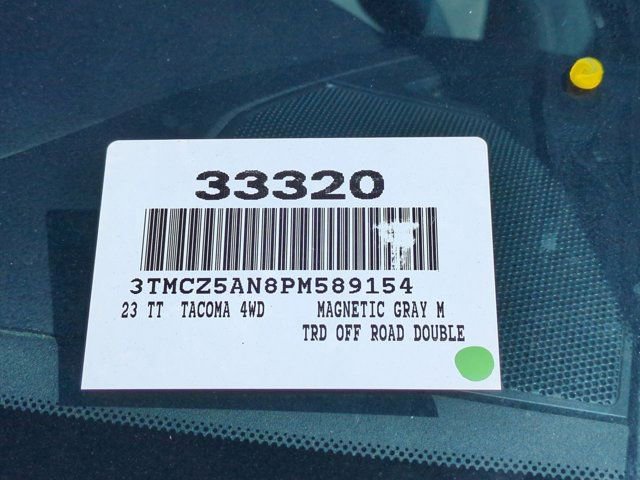 33320
3TMCZ5AN8PM589154
23 TT TACOMA 4WD MAGNETIC GRAY M
TRD OFF ROAD DOUBLE